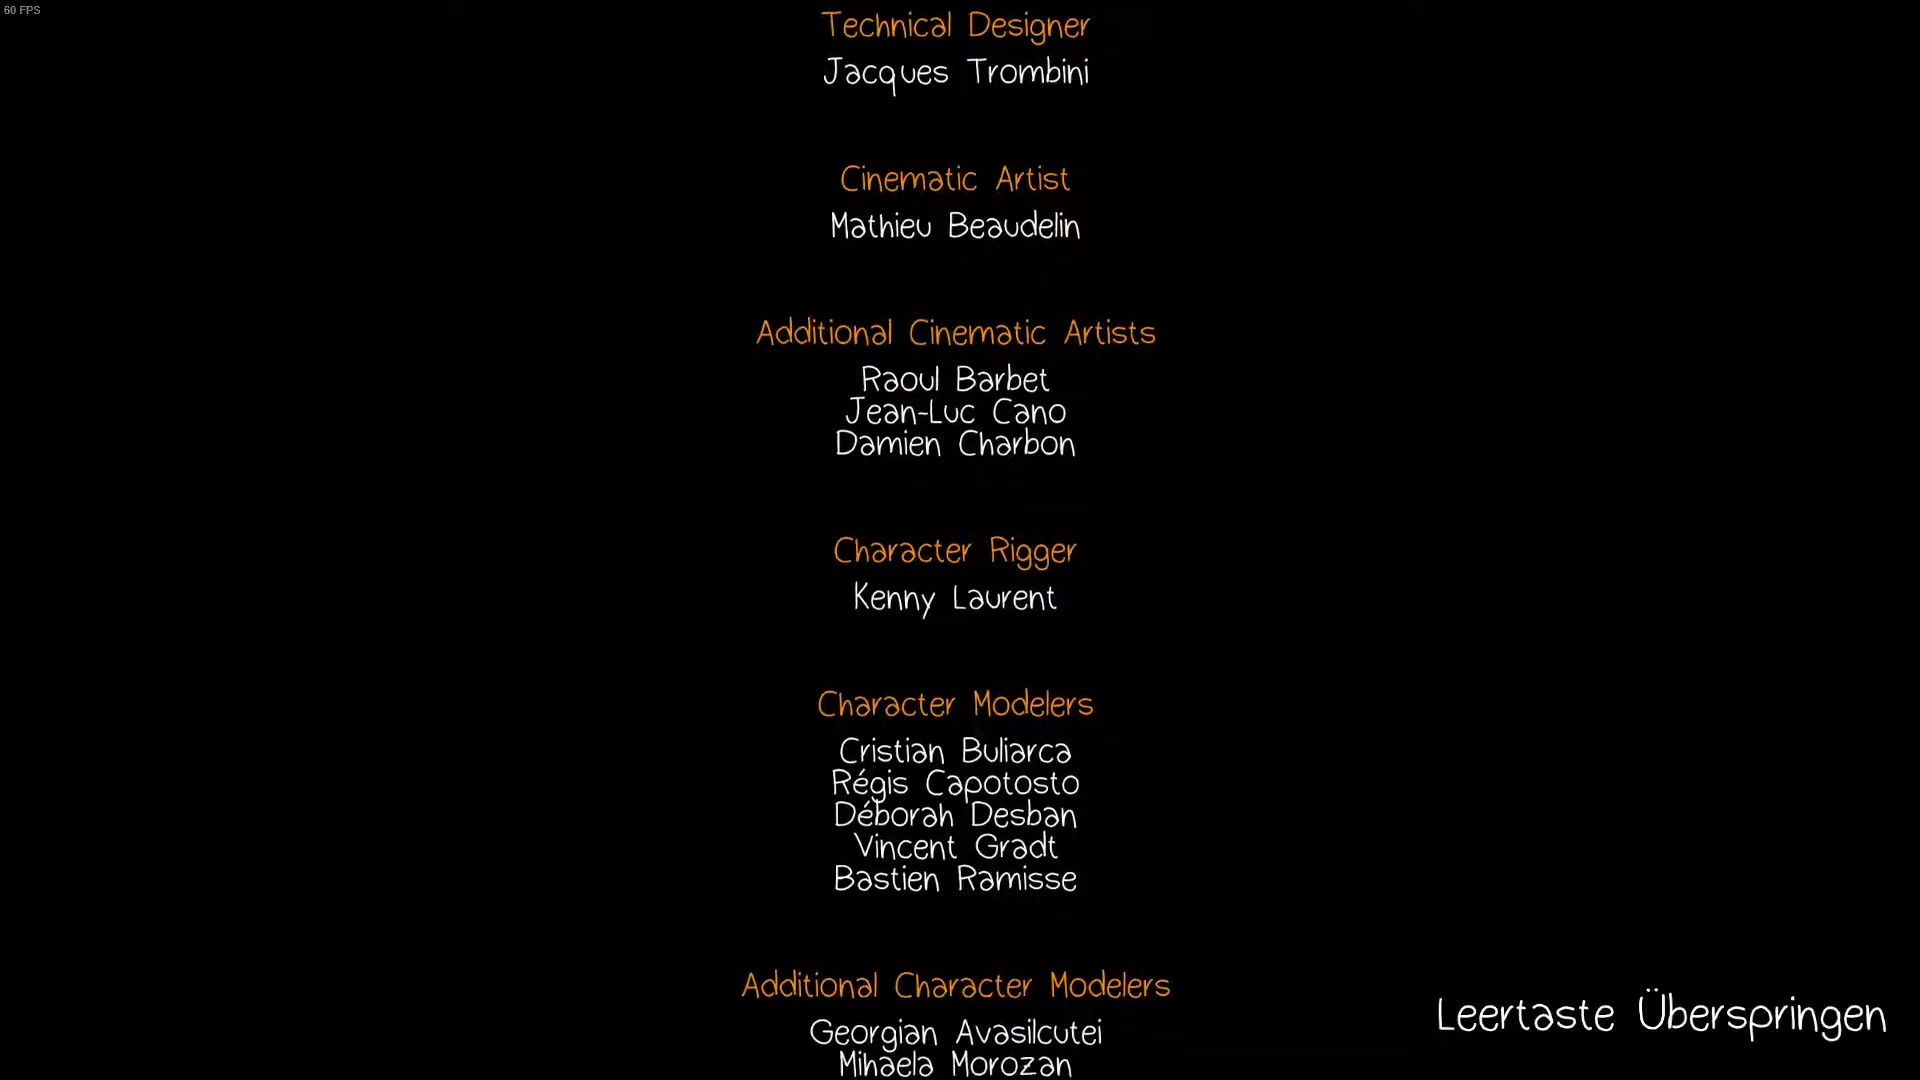 60 FPS
Technical Designer
Jacques Trombini
Cinematic Artist
Mathieu Beaudelin
Additional Cinematic Artists
Raoul Barbet
Jean-Luc Cano
Damien Charbon
Character Rigger
Kenny Laurent
Character Modelers
Cristian Buliarca
Régis Capotosto
Déborah Desban
Vincent Gradt
Bastien Ramisse
Additional Character Modelers
Georgian Avasilcutei
Mihaela Morozan
Leertaste Überspringen